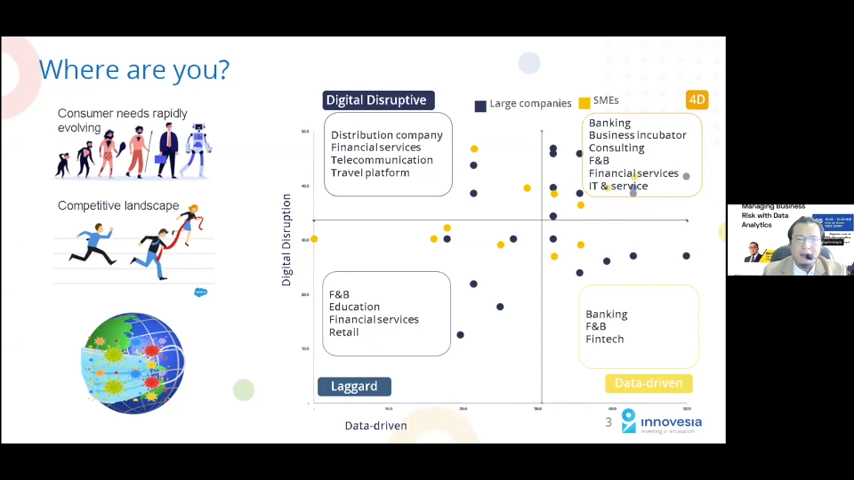 Where are you?
Consumer needs rapidly
evolving
Competitive landscape
Digital Disruptive
Large companies
SMEs
4D
Distribution company
Financial services
Telecommunication
Travel platform
Banking
Business incubator
Consulting
F&B
Financial services
IT & service
Digital Disruption
F&B
Education
Financial services
Retail
Banking
F&B
Fintech
Laggard
Data-driven
Data-driven
3
innovesia
Managing Business
Risk with Data
Analytics